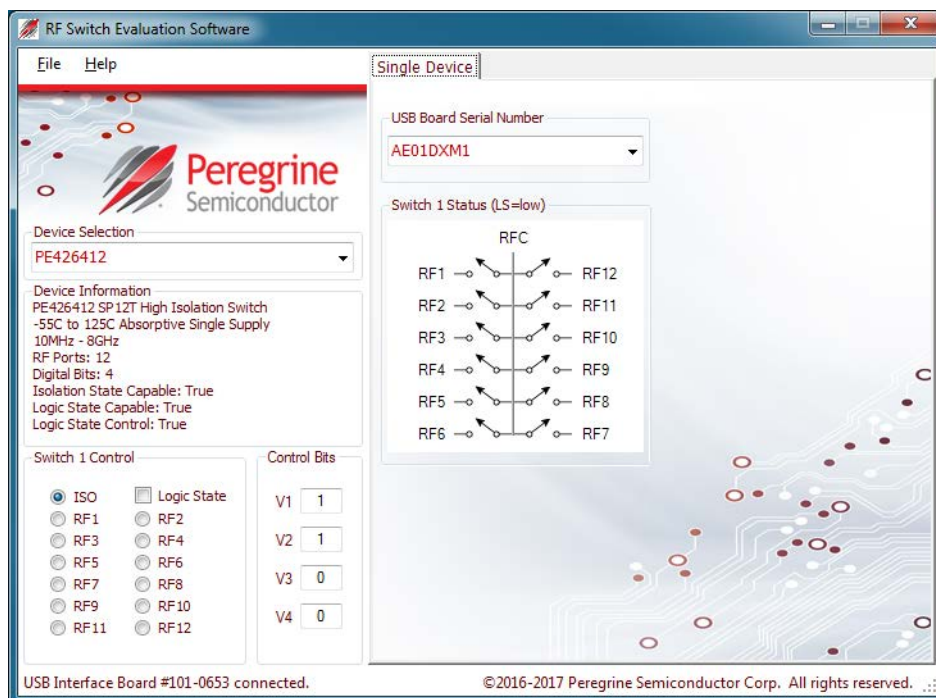 RF Switch Evaluation Software
File Help
Peregrine
Semiconductor
Device Selection
PE426412
Device Information
PE426412 SP12T High Isolation Switch
-55C to 125C Absorptive Single Supply
10MHz - 8GHz
RF Ports: 12
Digital Bits: 4
Isolation State Capable: True
Logic State Capable: True
Logic State Control: True
Switch 1 Control
ISO Logic State
RF1 RF2
RF3 RF4
RF5 RF6
RF7 RF8
RF9 RF10
RF11 RF12
Control Bits
V1 1
V2 1
V3 0
V4 0
Single Device
USB Board Serial Number
AE01DXM1
Switch 1 Status (LS=low)
RFC
RF1 RF12
RF2 RF11
RF3 RF10
RF4 RF9
RF5 RF8
RF6 RF7
USB Interface Board #101-0653 connected.
©2016-2017 Peregrine Semiconductor Corp. All rights reserved.